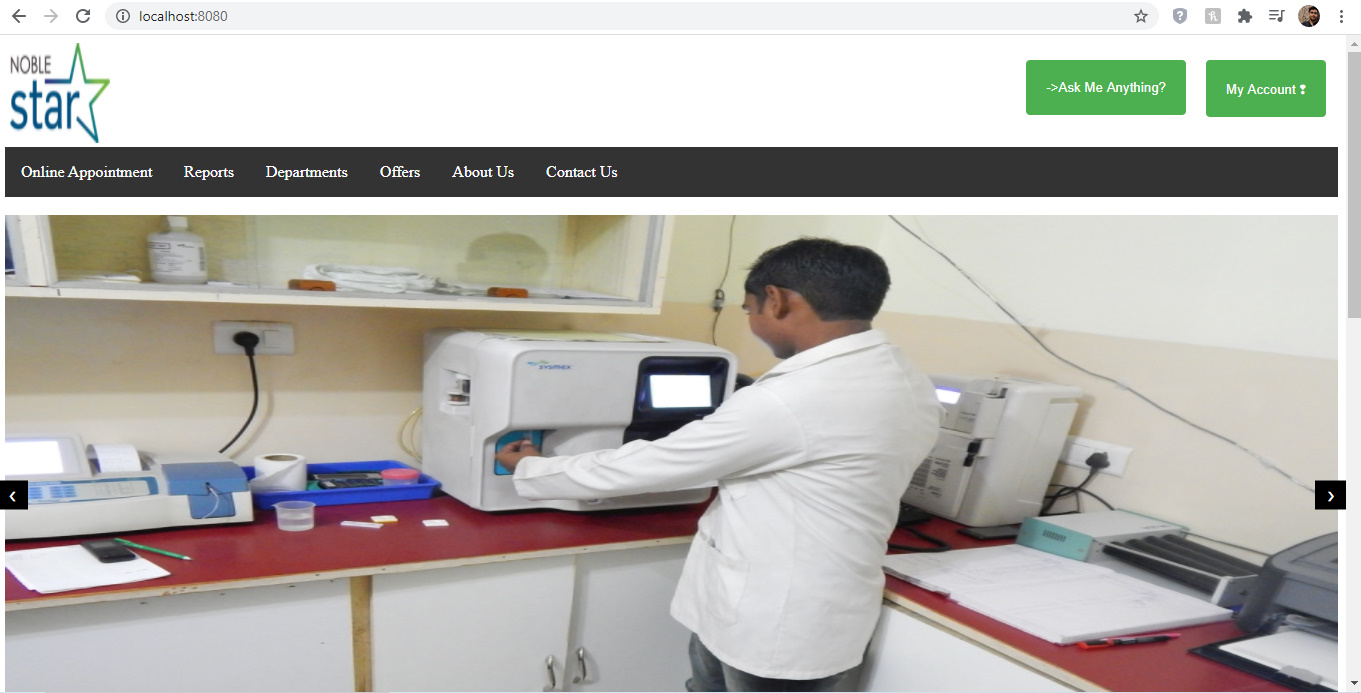 localhost:8080
NOBLE
star
->Ask Me Anything?
My Account ❢
Online Appointment Reports Departments Offers About Us Contact Us
sysmex
‹ ›